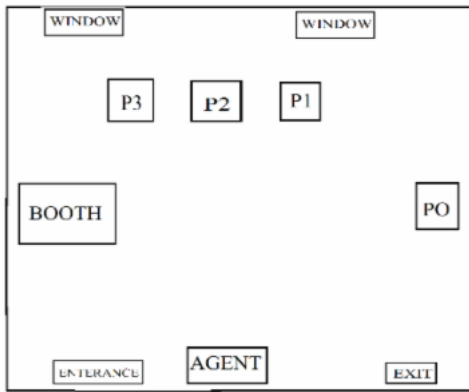 WINDOW
WINDOW
P3
P2
P1
BOOTH
PO
ENTERANCE
AGENT
EXIT